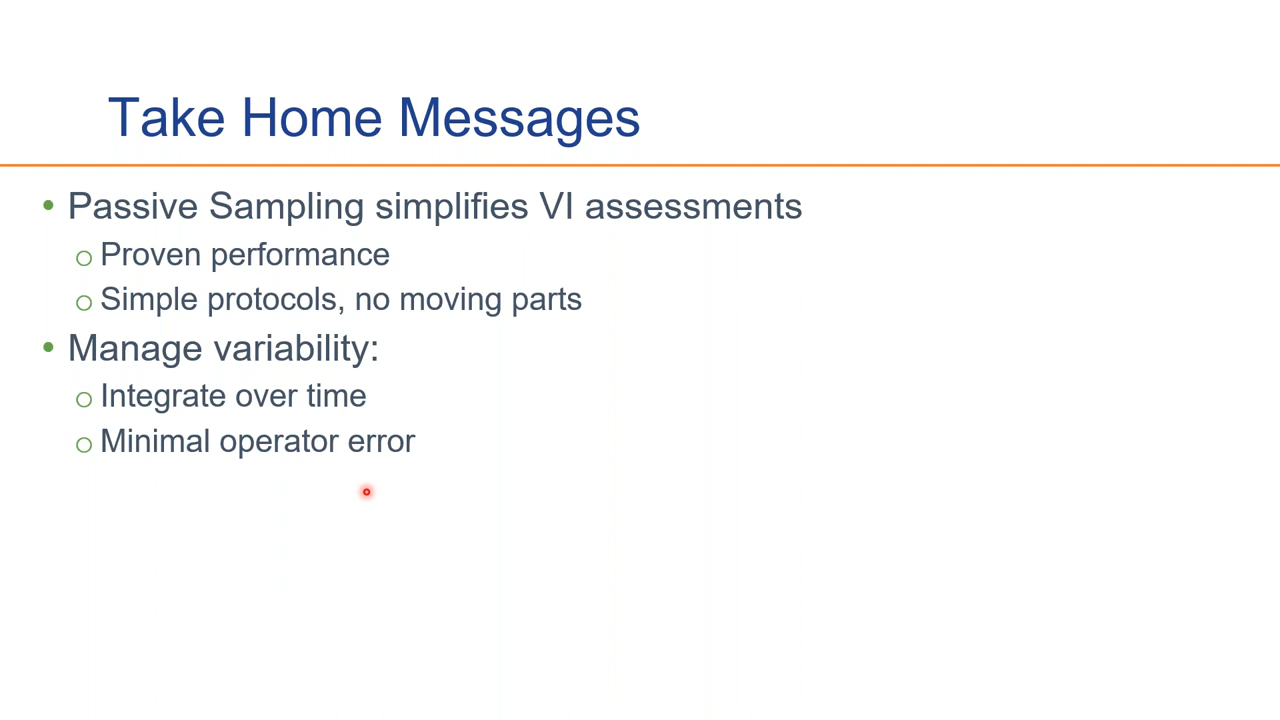 Take Home Messages
• Passive Sampling simplifies VI assessments
o Proven performance
o Simple protocols, no moving parts
• Manage variability:
o Integrate over time
o Minimal operator error